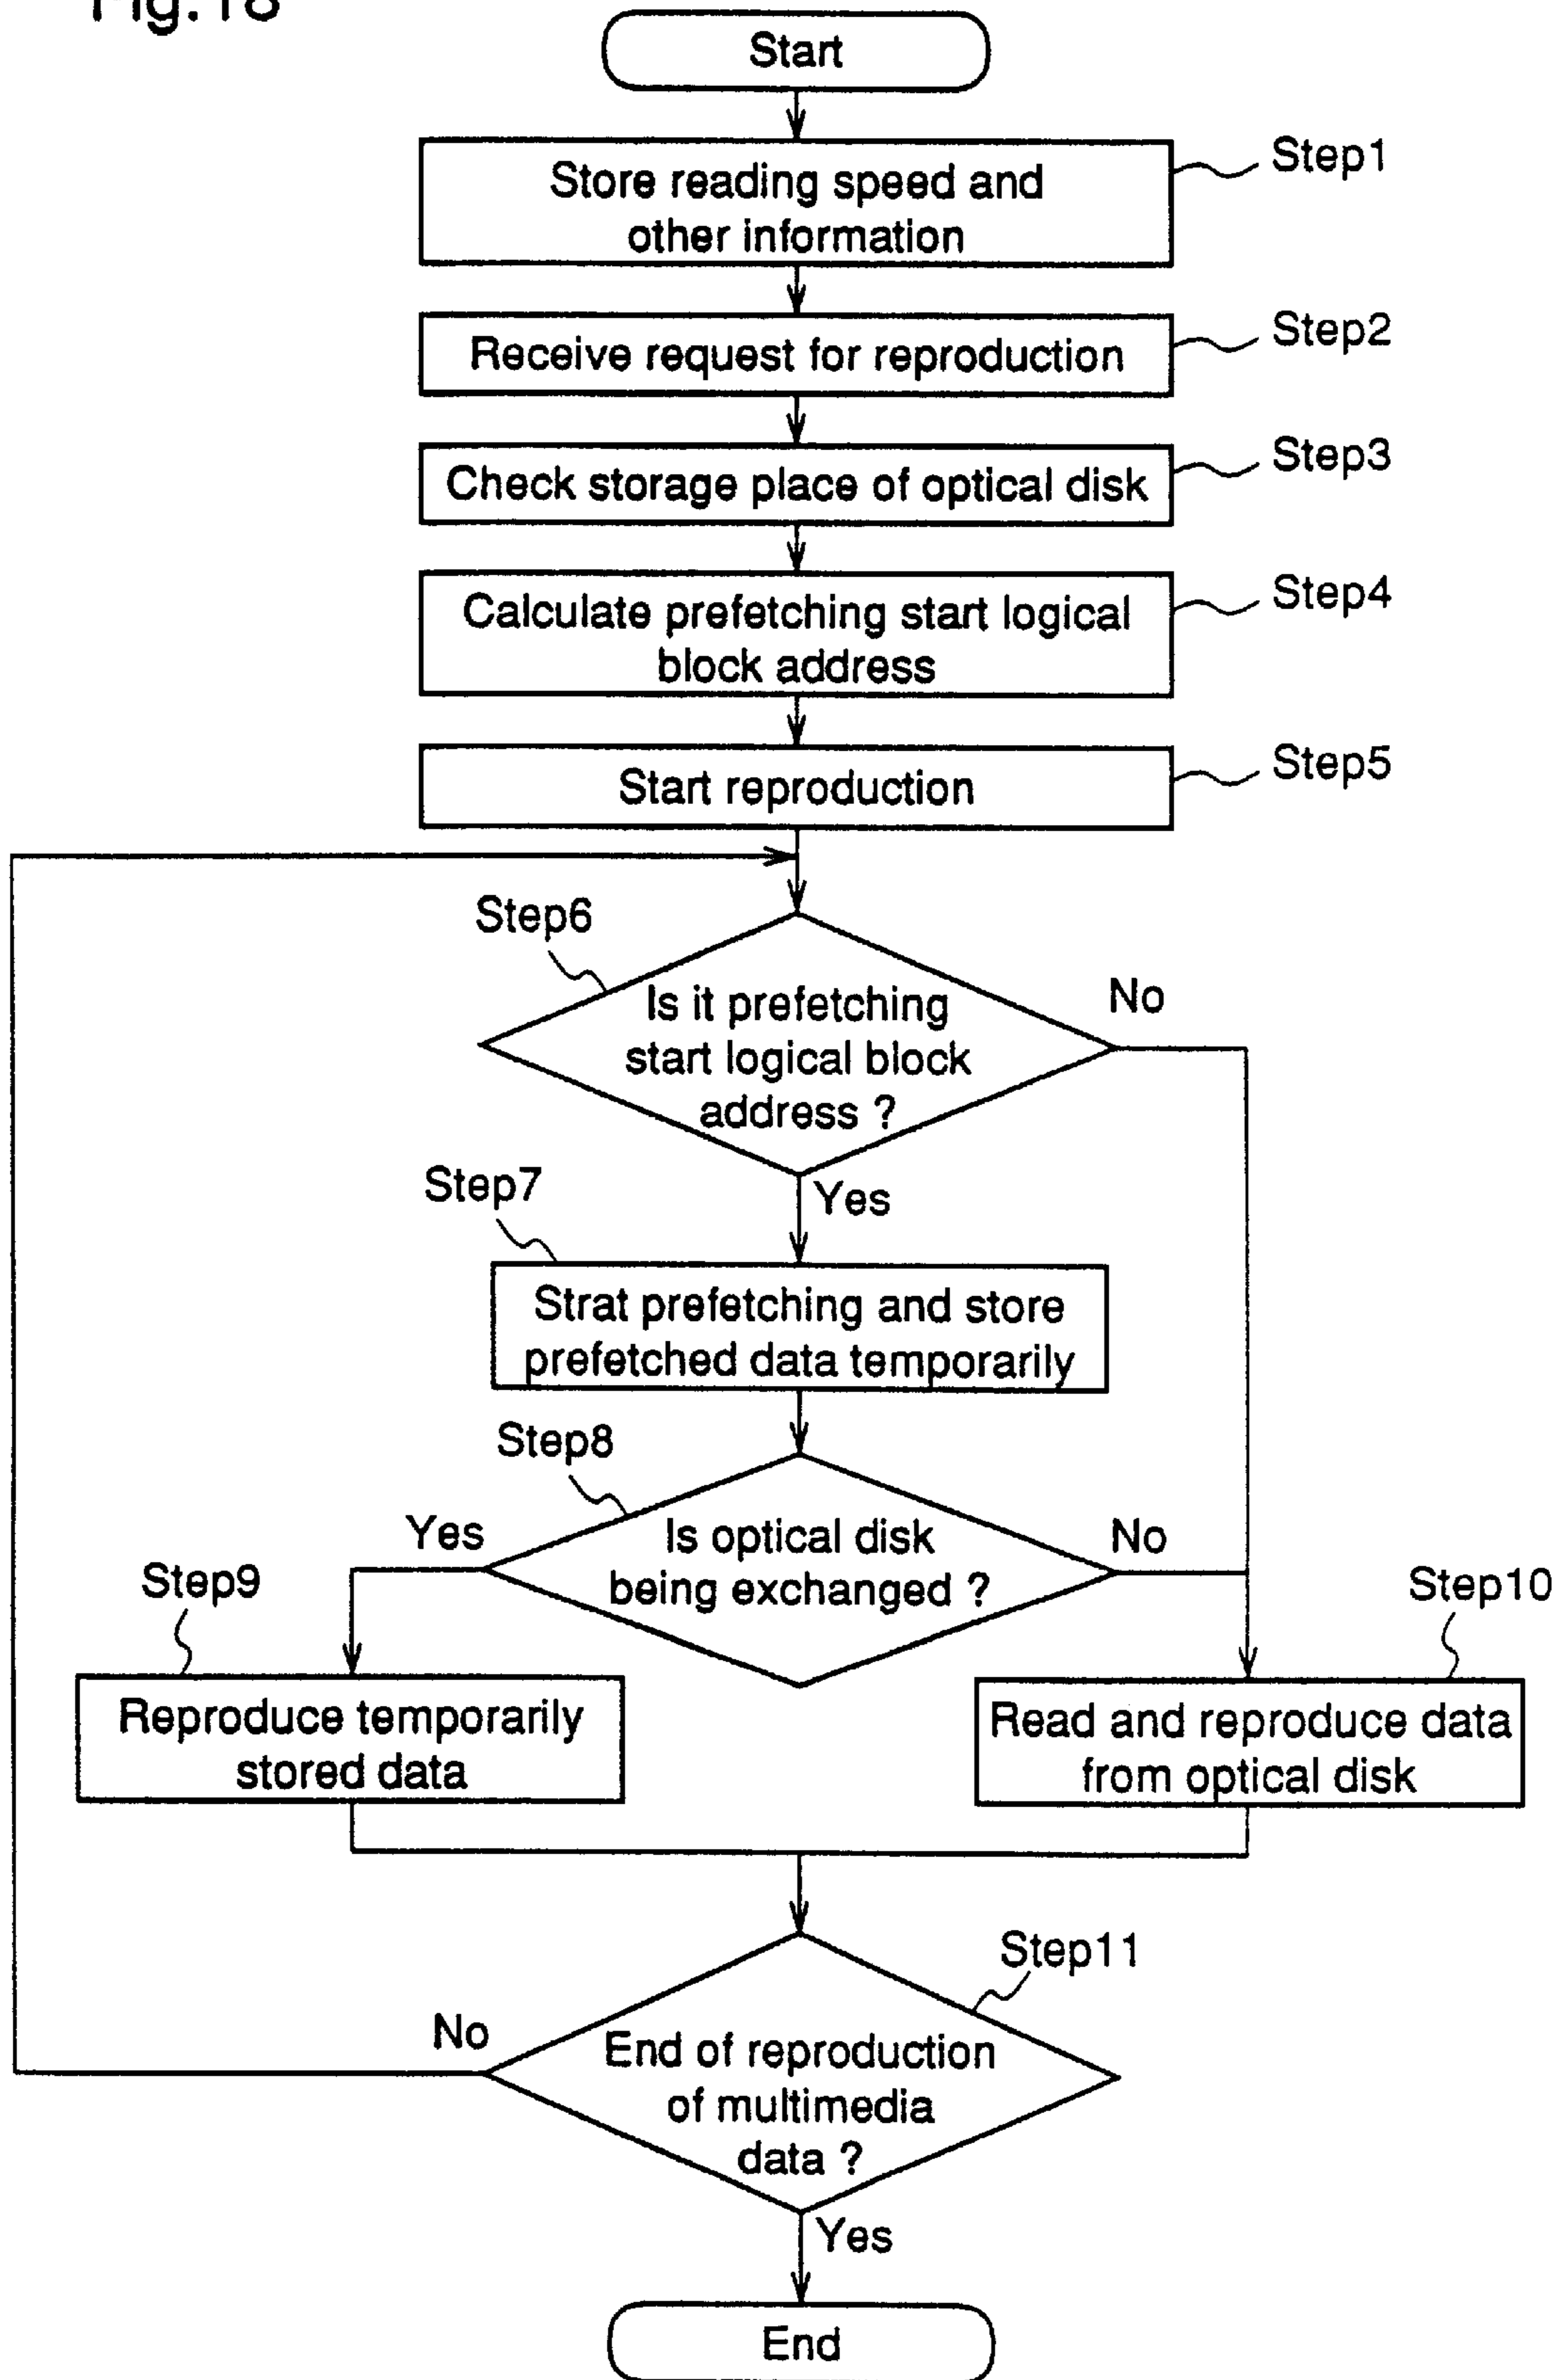 Fig.18
Start
Step1
Store reading speed and
other information
Step2
Receive request for reproduction
Step3
Check storage place of optical disk
Step4
Calculate prefetching start logical
block address
Step5
Start reproduction
Step6
No
Is it prefetching
start logical block
address ?
Step7
Yes
Strat prefetching and store
prefetched data temporarily
Step8
Yes
Is optical disk
being exchanged ?
No
Step9
Step10
Reproduce temporarily
stored data
Read and reproduce data
from optical disk
Step11
No
End of reproduction
of multimedia
data ?
Yes
End